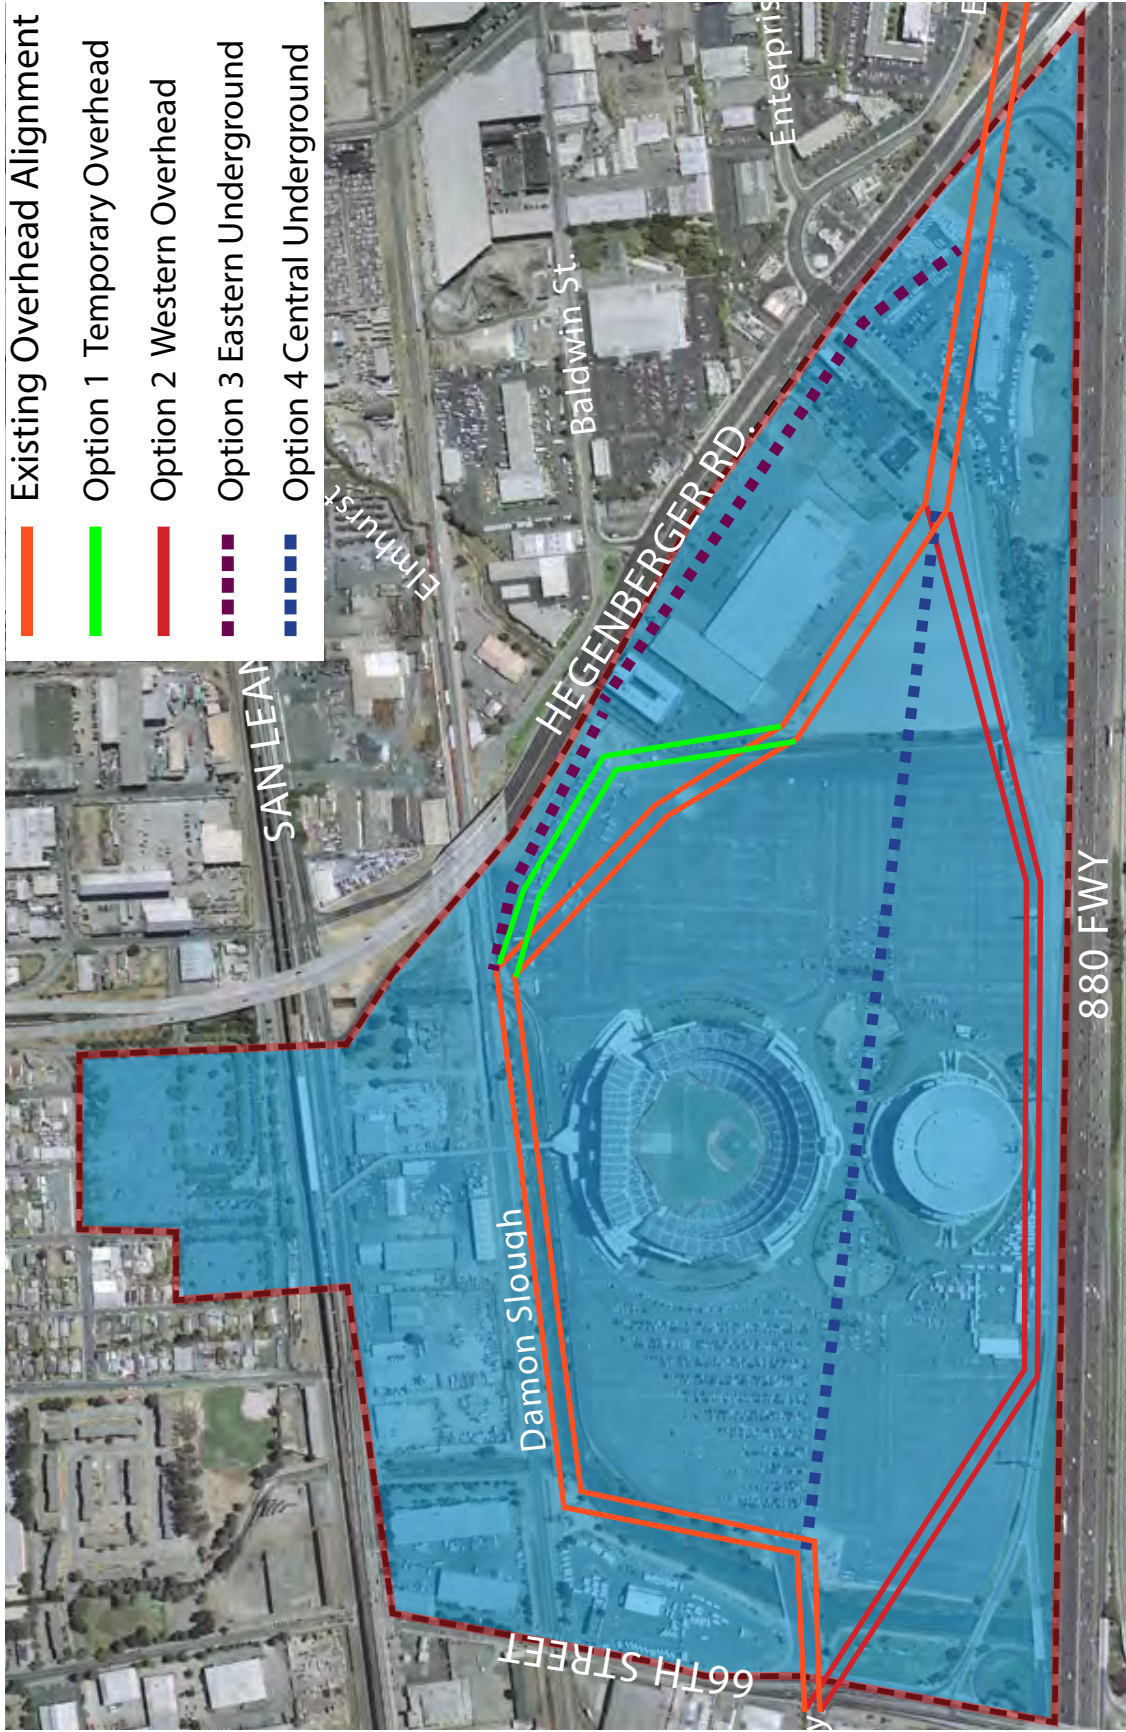 Existing Overhead Alignment
Option 1 Temporary Overhead
Option 2 Western Overhead
Option 3 Eastern Underground
Option 4 Central Underground
SAN LEAN
Elmhurst
Baldwin St.
Enterpris
E
HEGENBERGER RD.
Damon Slough
880 FWY
66TH STREET
y